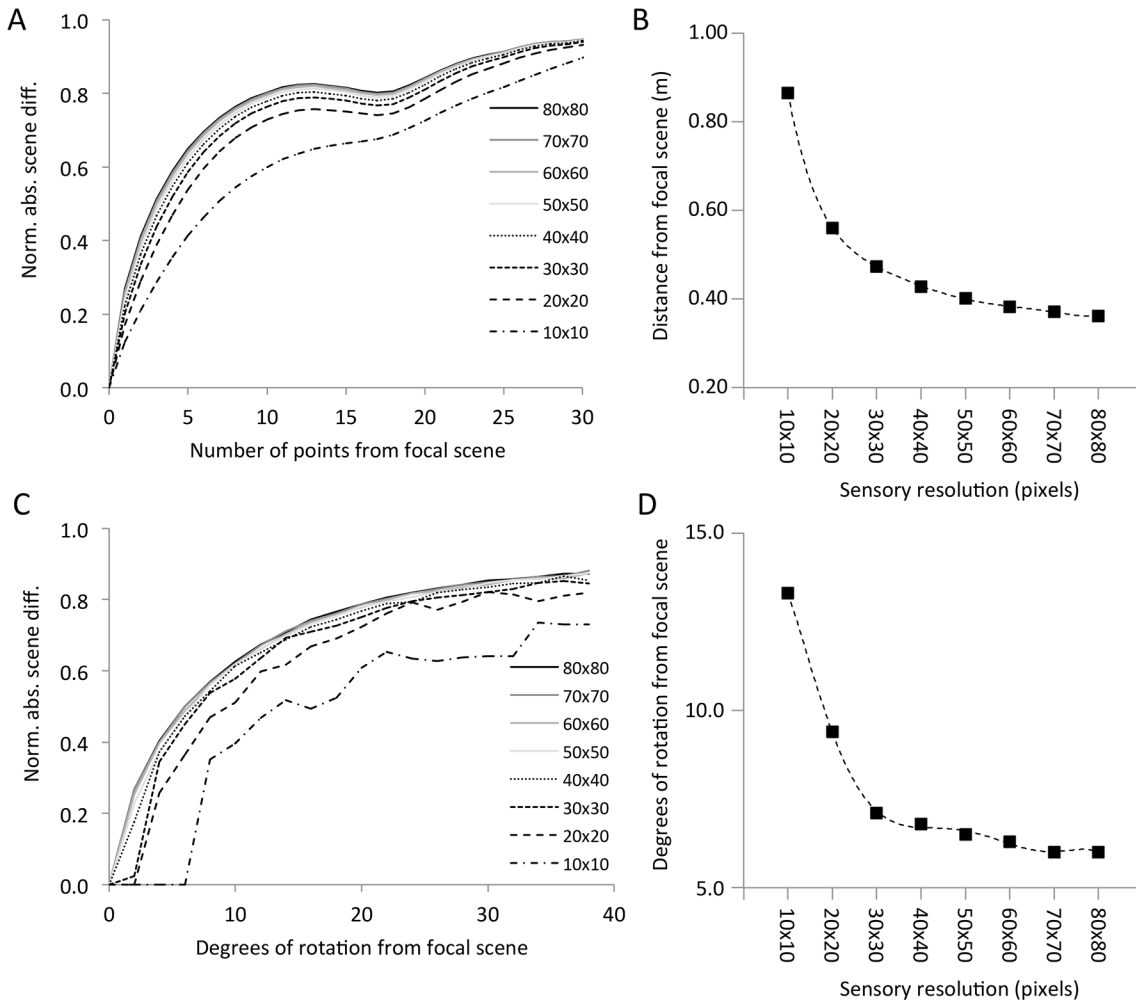 A
Norm. abs. scene diff.
1.0
0.8
0.6
0.4
0.2
0.0
0
5
10
15
20
25
30
Number of points from focal scene
80x80
70x70
60x60
50x50
40x40
30x30
20x20
10x10
B
Distance from focal scene (m)
1.00
0.80
0.60
0.40
0.20
10x10
20x20
30x30
40x40
50x50
60x60
70x70
80x80
Sensory resolution (pixels)
C
Norm. abs. scene diff.
1.0
0.8
0.6
0.4
0.2
0.0
0
10
20
30
40
Degrees of rotation from focal scene
80x80
70x70
60x60
50x50
40x40
30x30
20x20
10x10
D
Degrees of rotation from focal scene
15.0
10.0
5.0
10x10
20x20
30x30
40x40
50x50
60x60
70x70
80x80
Sensory resolution (pixels)